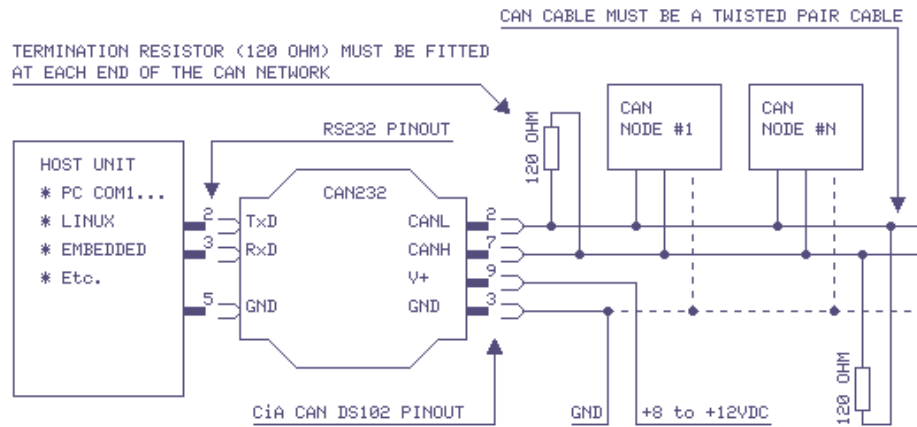 CAN CABLE MUST BE A TWISTED PAIR CABLE
TERMINATION RESISTOR (120 OHM) MUST BE FITTED
AT EACH END OF THE CAN NETWORK
RS232 PINOUT
120 OHM
CAN
NODE #1
CAN
NODE #N
HOST UNIT
* PC COM1...
* LINUX
* EMBEDDED
* Etc.
2
3
5
CAN232
TxD
RxD
GND
CANL
CANH
V+
GND
2
7
9
3
CiA CAN DS102 PINOUT
GND
+8 to +12VDC
120 OHM